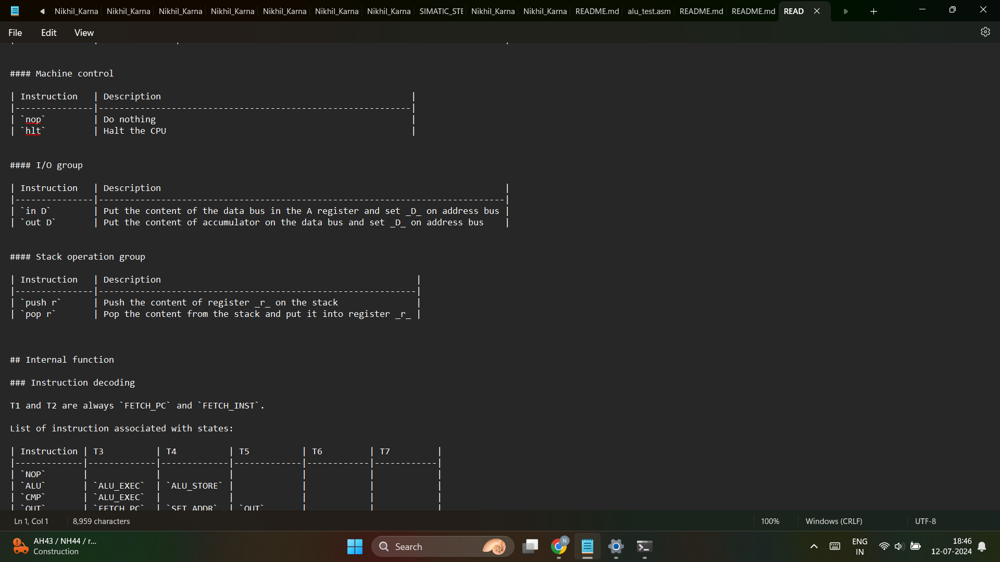 Nikhil_Karna Nikhil_Karna Nikhil_Karna Nikhil_Karna Nikhil_Karna Nikhil_Karna Nikhil_Karna SIMATIC_STE Nikhil_Karna Nikhil_Karna README.md alu_test.asm README.md README.md READ
File Edit View
#### Machine control
| Instruction | Description |
|---------------|------------------------------------------------------------|
| `nop` | Do nothing |
| `hlt` | Halt the CPU |
#### I/O group
| Instruction | Description |
|---------------|------------------------------------------------------------------------------|
| `in D` | Put the content of the data bus in the A register and set _D_ on address bus |
| `out D` | Put the content of accumulator on the data bus and set _D_ on address bus |
#### Stack operation group
| Instruction | Description |
|---------------|-------------------------------------------------------------|
| `push r` | Push the content of register _r_ on the stack |
| `pop r` | Pop the content from the stack and put it into register _r_ |
## Internal function
### Instruction decoding
T1 and T2 are always `FETCH_PC` and `FETCH_INST`.
List of instruction associated with states:
| Instruction | T3 | T4 | T5 | T6 | T7 |
|-------------|-------------|-------------|-------------|------------|------------|
| `NOP` | | | | | |
| `ALU` | `ALU_EXEC` | `ALU_STORE` | | | |
| `CMP` | `ALU_EXEC` | | | | |
| `OUT` | `FETCH_PC` | `SET_ADDR` | `OUT` | | |
Ln 1, Col 1 8,959 characters 100% Windows (CRLF) UTF-8
AH43 / NH44 / r...
Construction
Search
N
ENG
IN
18:46
12-07-2024